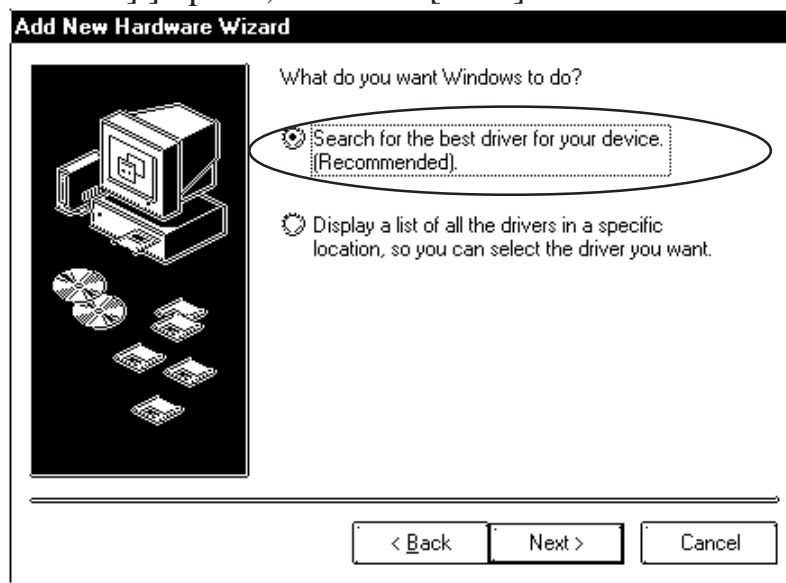 Add New Hardware Wizard
What do you want Windows to do?
Search for the best driver for your device.
(Recommended).
Display a list of all the drivers in a specific
location, so you can select the driver you want.
< Back
Next >
Cancel